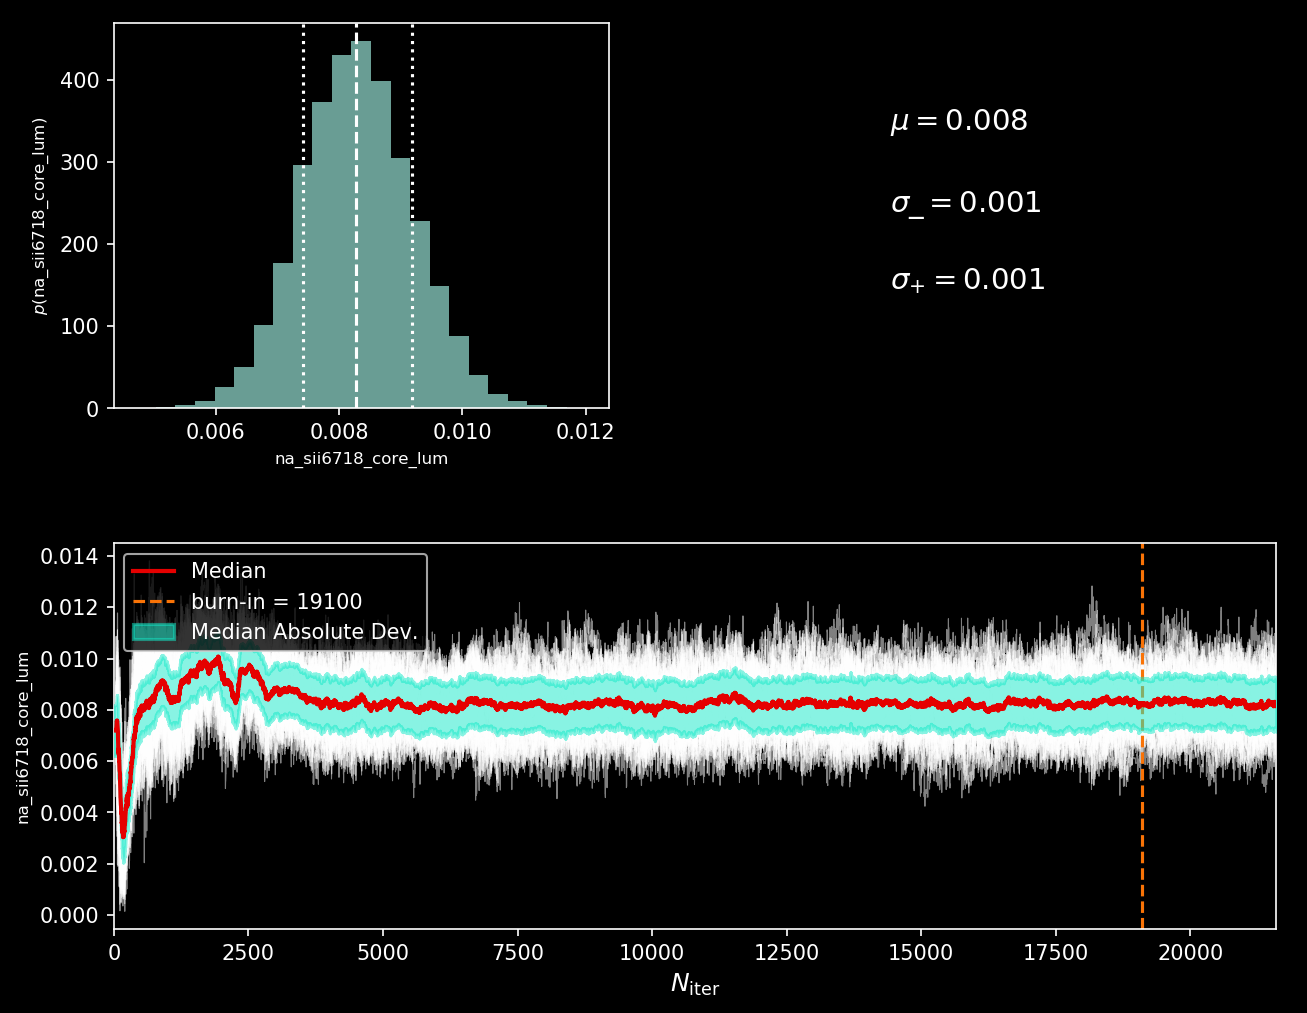 400
300
200
100
0
p(na_sii6718_core_lum)
0.006 0.008 0.010 0.012
na_sii6718_core_lum
μ = 0.008
σ₋ = 0.001
σ₊ = 0.001
0.014
0.012
0.010
0.008
0.006
0.004
0.002
0.000
na_sii6718_core_lum
Median
burn-in = 19100
Median Absolute Dev.
0 2500 5000 7500 10000 12500 15000 17500 20000
N_iter